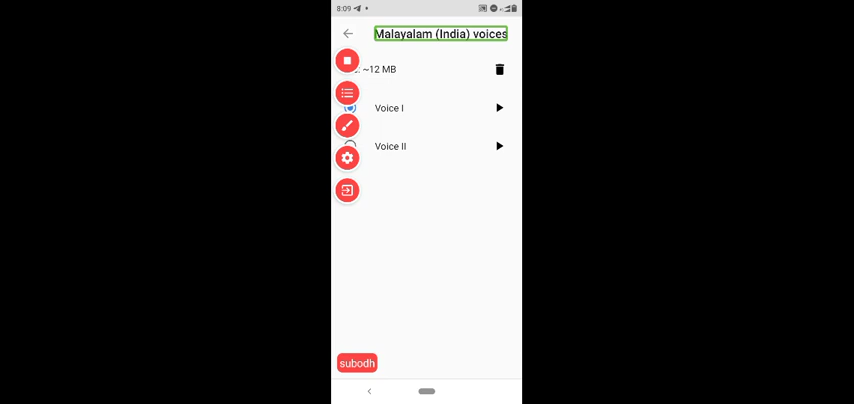 8:09
Malayalam (India) voices
~12 MB
Voice I
Voice II
subodh